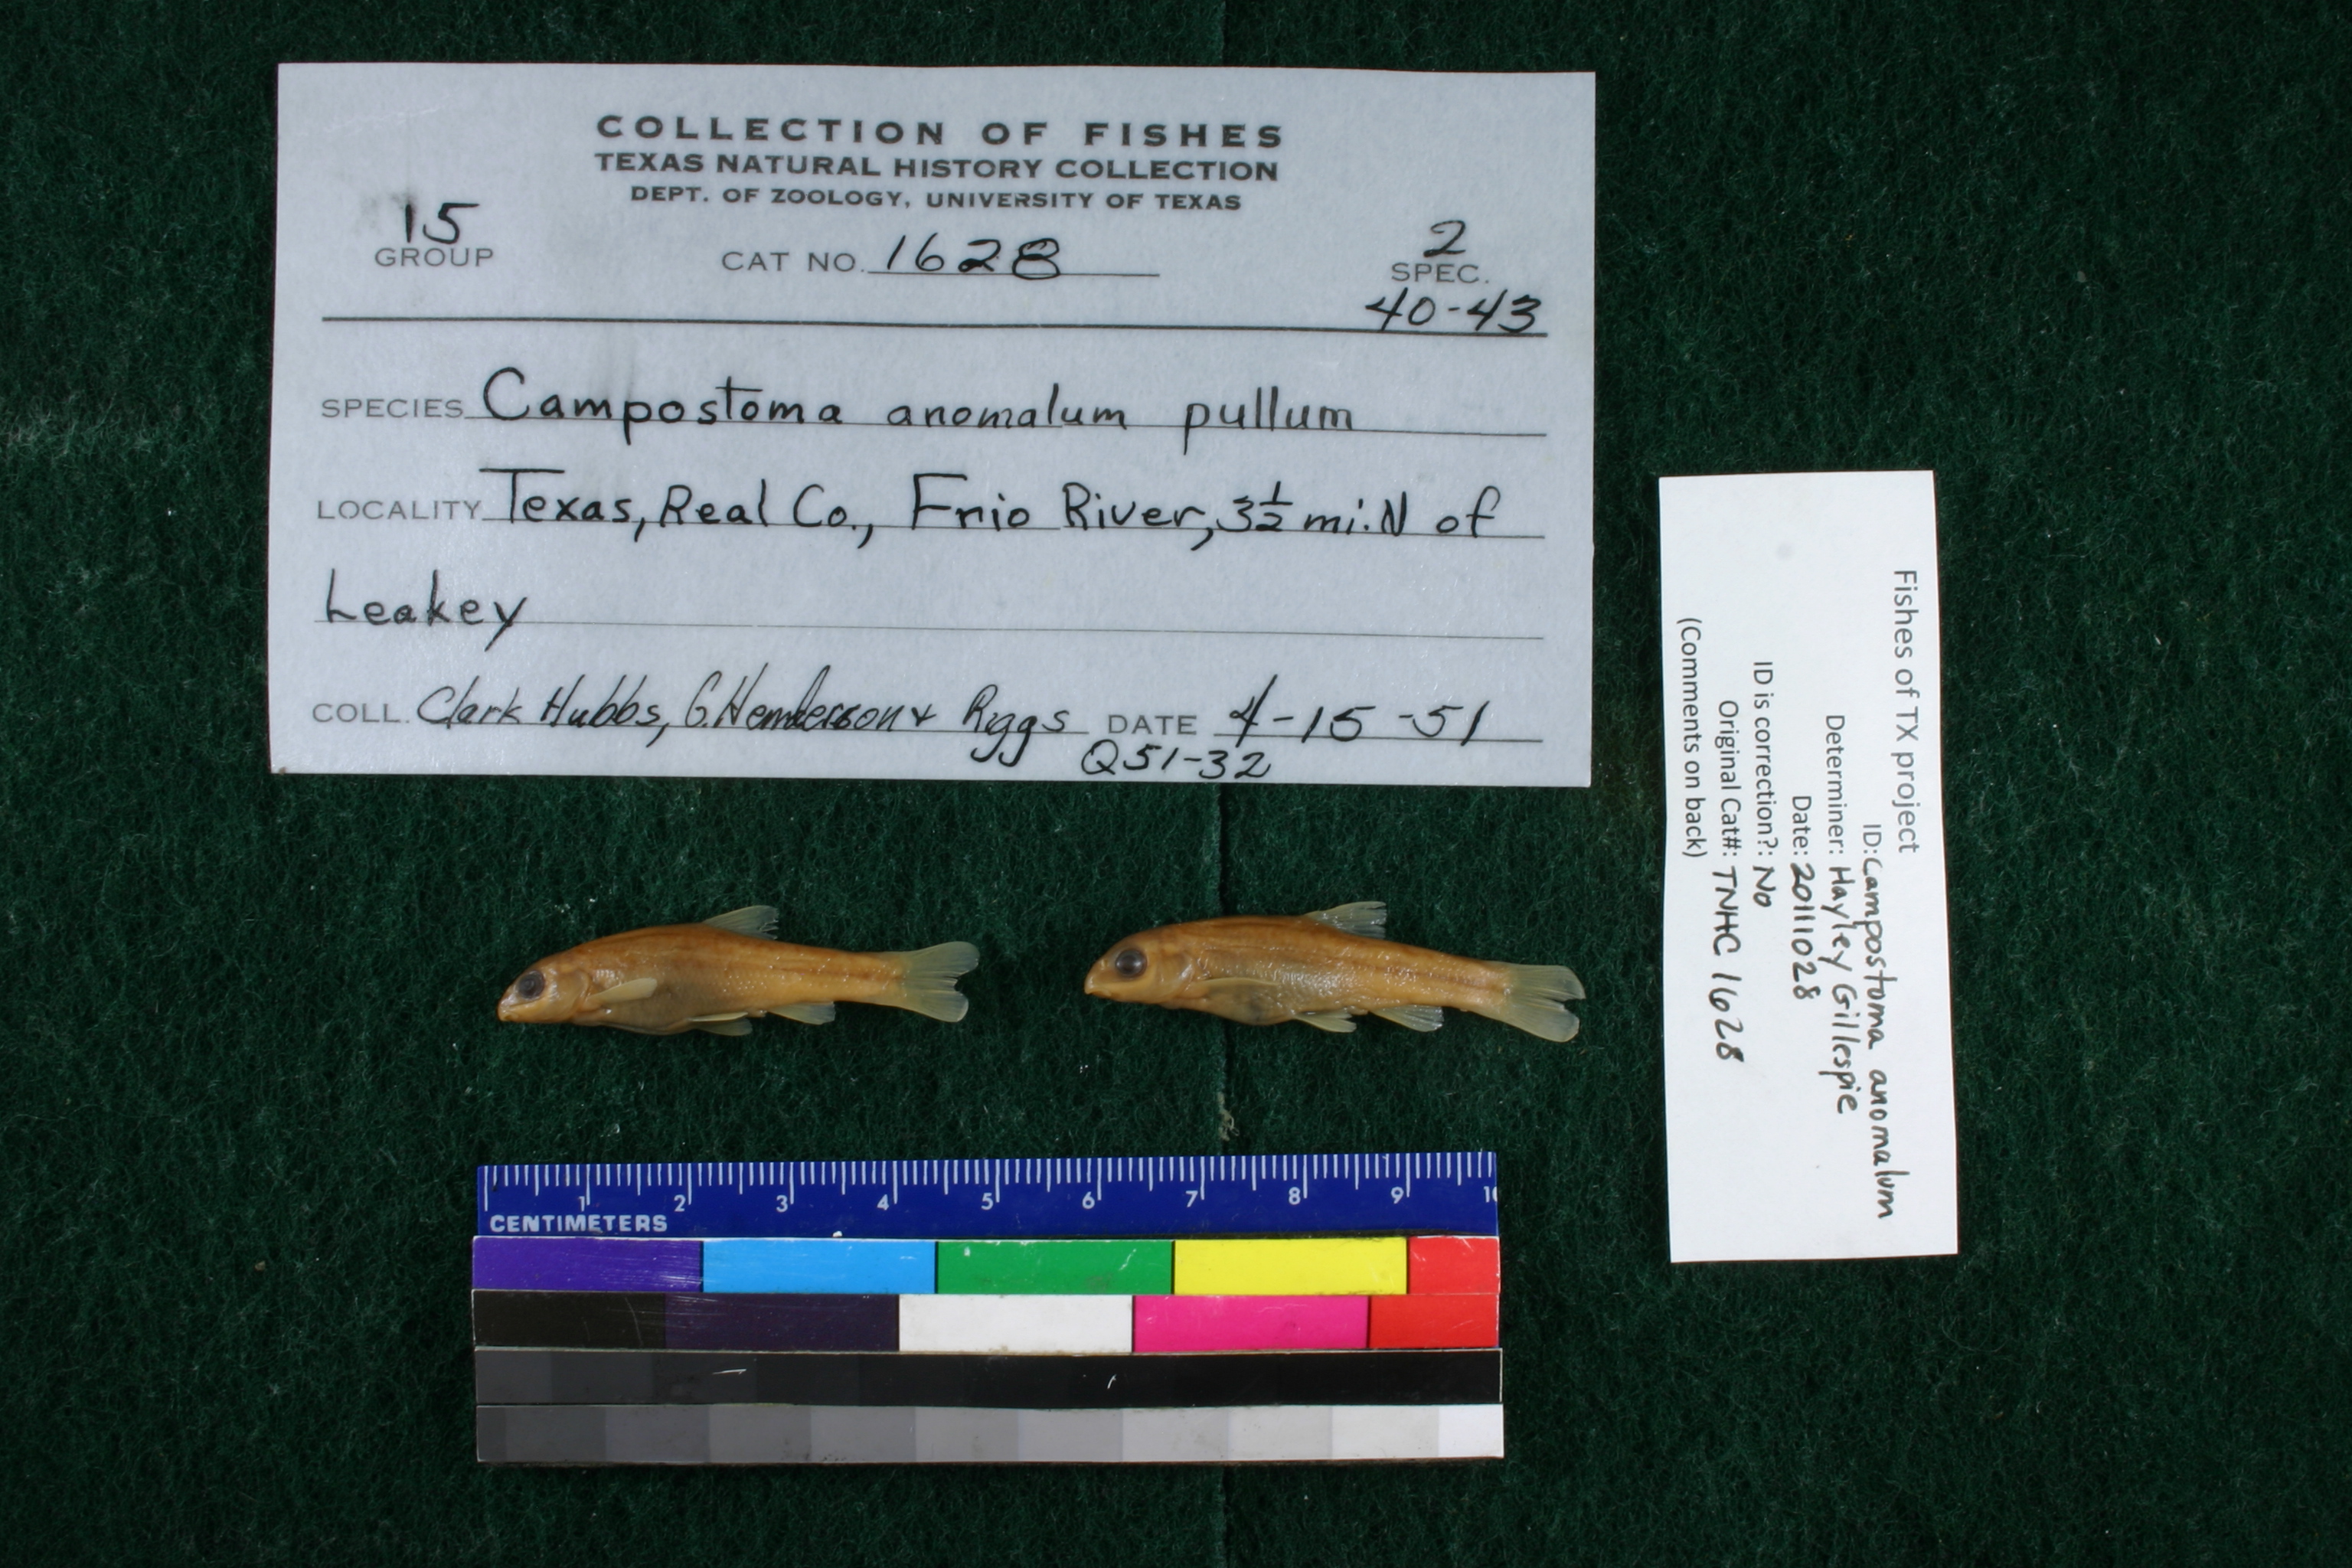 COLLECTION OF FISHES
TEXAS NATURAL HISTORY COLLECTION
DEPT. OF ZOOLOGY, UNIVERSITY OF TEXAS
15
GROUP
CAT NO. 1628
2
SPEC.
40-43
SPECIES Campostoma anomalum pullum
LOCALITY Texas, Real Co., Frio River, 3½ mi. N of
Leakey
COLL. Clark Hubbs, G. Henderson + Riggs DATE 4-15-51
Q51-32
Fishes of TX project
ID: Campostoma anomalum
Determiner: Hayley Gillespie
Date: 20111028
ID is correction?: No
Original Cat#: TNHC 1628
(Comments on back)
1 2 3 4 5 6 7 8 9 10
CENTIMETERS